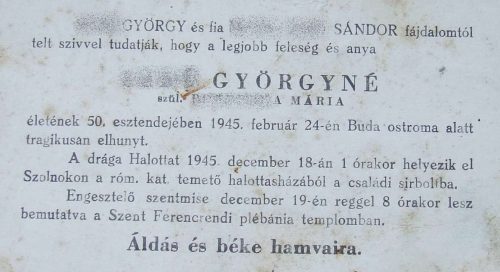 GYÖRGY és fia SÁNDOR fájdalomtól
telt szivvel tudatják, hogy a legjobb feleség és anya
GYÖRGYNÉ
szül. A MÁRIA
életének 50. esztendejében 1945. február 24-én Buda ostroma alatt
tragikusan elhunyt.
A drága Halottat 1945. december 18-án 1 órakor helyezik el
Szolnokon a róm. kat. temető halottasházából a családi sirboltba.
Engesztelő szentmise december 19-én reggel 8 órakor lesz
bemutatva a Szent Ferencrendi plébánia templomban.
Áldás és béke hamvaira.